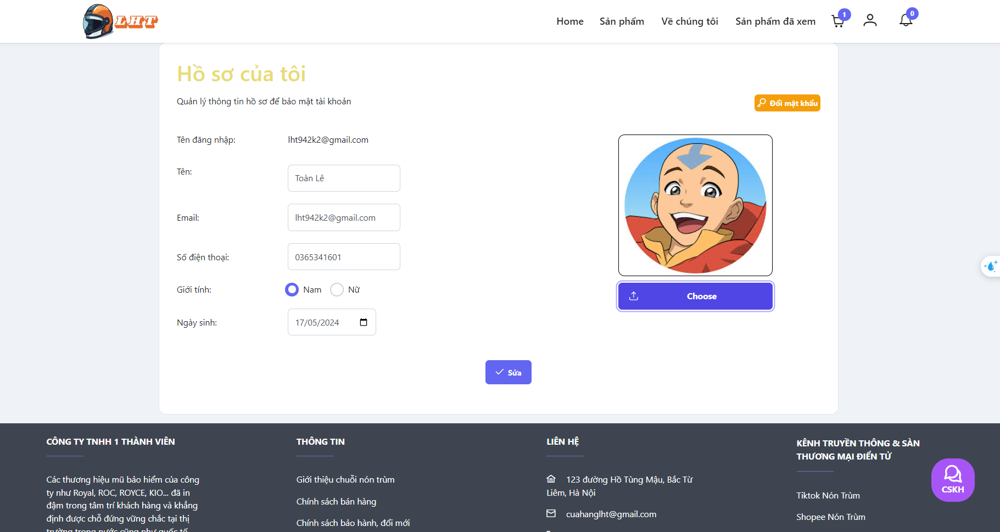 LHT
Home
Sản phẩm
Về chúng tôi
Sản phẩm đã xem
1
0
Hồ sơ của tôi
Quản lý thông tin hồ sơ để bảo mật tài khoản
Đổi mật khẩu
Tên đăng nhập:
lht942k2@gmail.com
Tên:
Toàn Lê
Email:
lht942k2@gmail.com
Số điện thoại:
0365341601
Giới tính:
Nam
Nữ
Ngày sinh:
17/05/2024
Choose
Sửa
CÔNG TY TNHH 1 THÀNH VIÊN
Các thương hiệu mũ bảo hiểm của công
ty như Royal, ROC, ROYCE, KIO... đã in
đậm trong tâm trí khách hàng và khẳng
định được chỗ đứng vững chắc tại thị
trường trong nước cũng như quốc tế
THÔNG TIN
Giới thiệu chuỗi nón trùm
Chính sách bán hàng
Chính sách bảo hành, đổi mới
LIÊN HỆ
123 đường Hồ Tùng Mậu, Bắc Từ
Liêm, Hà Nội
cuahanglht@gmail.com
KÊNH TRUYỀN THÔNG & SÀN
THƯƠNG MẠI ĐIỂN TỬ
Tiktok Nón Trùm
Shopee Nón Trùm
CSKH